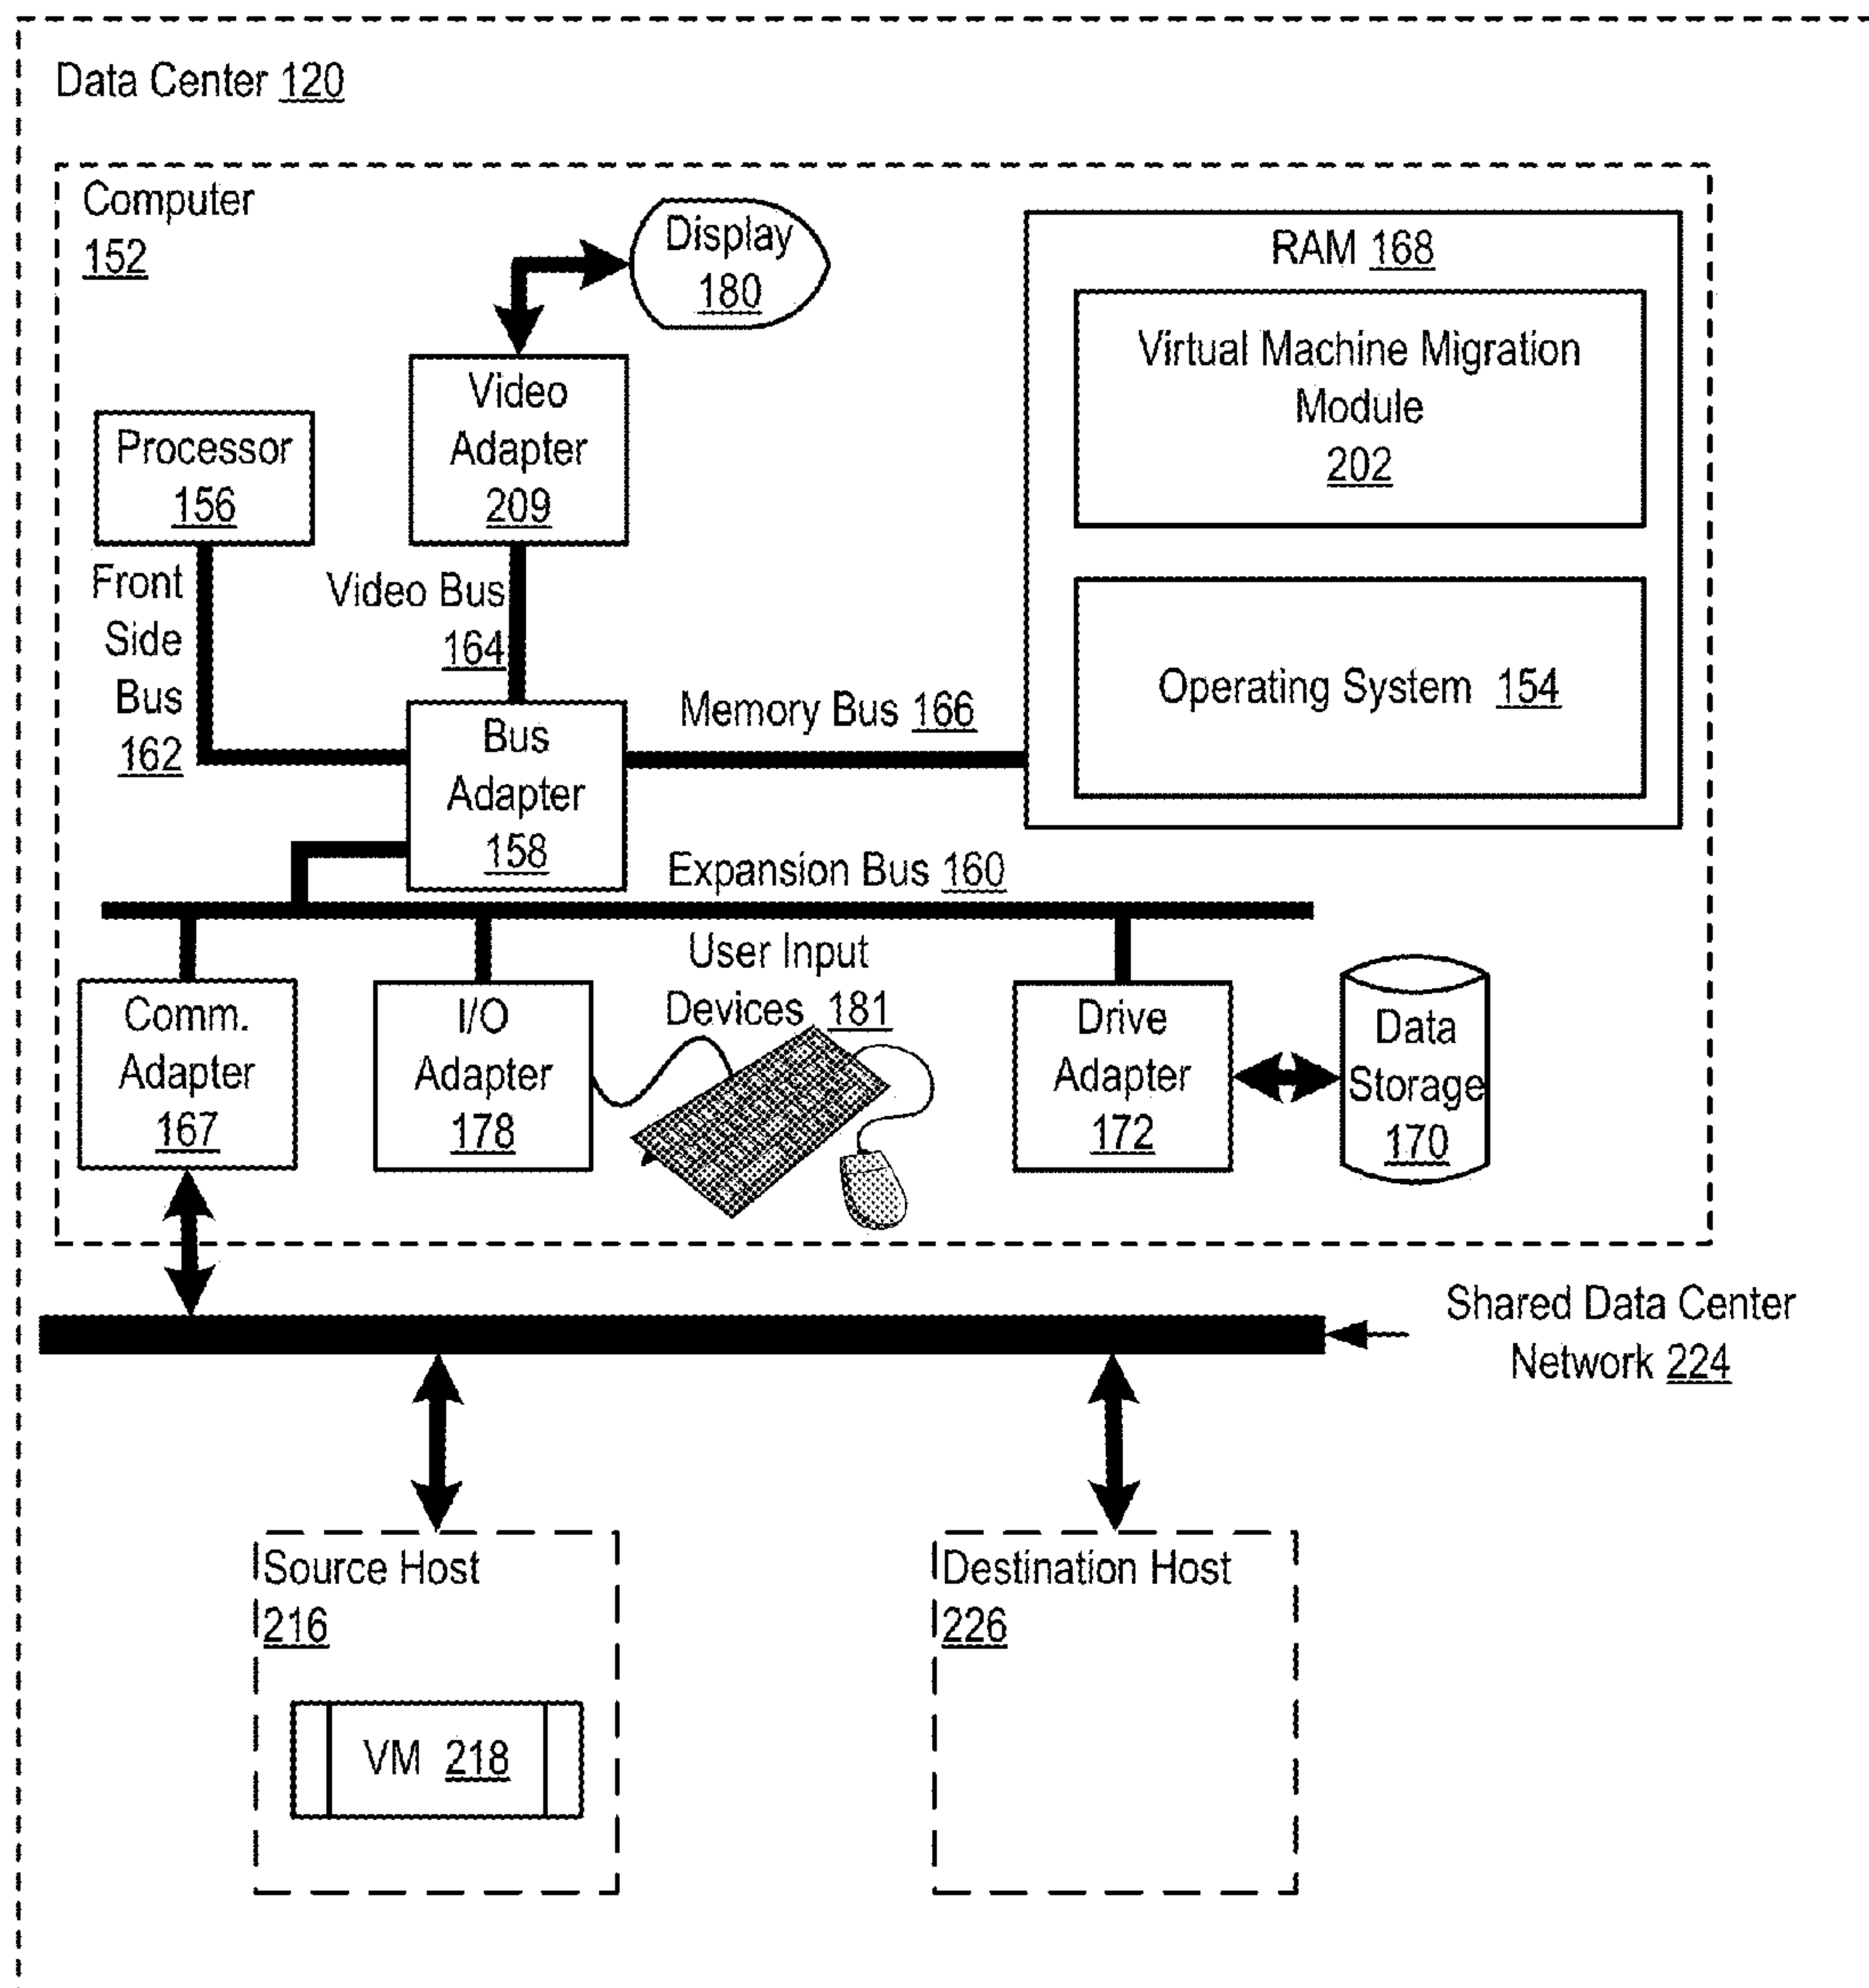 Data Center 120
Computer
152
Display
180
RAM 168
Virtual Machine Migration
Module
202
Video
Adapter
209
Processor
156
Front
Side
Bus
162
Video Bus
164
Operating System 154
Memory Bus 166
Bus
Adapter
158
Expansion Bus 160
User Input
Devices 181
Comm.
Adapter
167
I/O
Adapter
178
Drive
Adapter
172
Data
Storage
170
Shared Data Center
Network 224
Source Host
216
VM 218
Destination Host
226